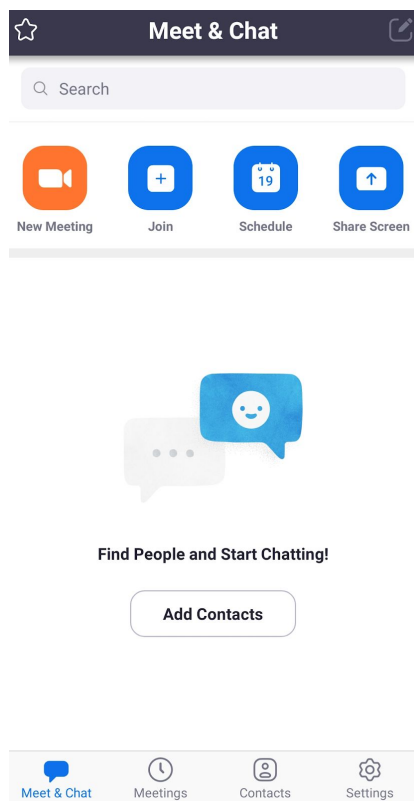 Meet & Chat
Search
19
New Meeting Join Schedule Share Screen
Find People and Start Chatting!
Add Contacts
Meet & Chat Meetings Contacts Settings